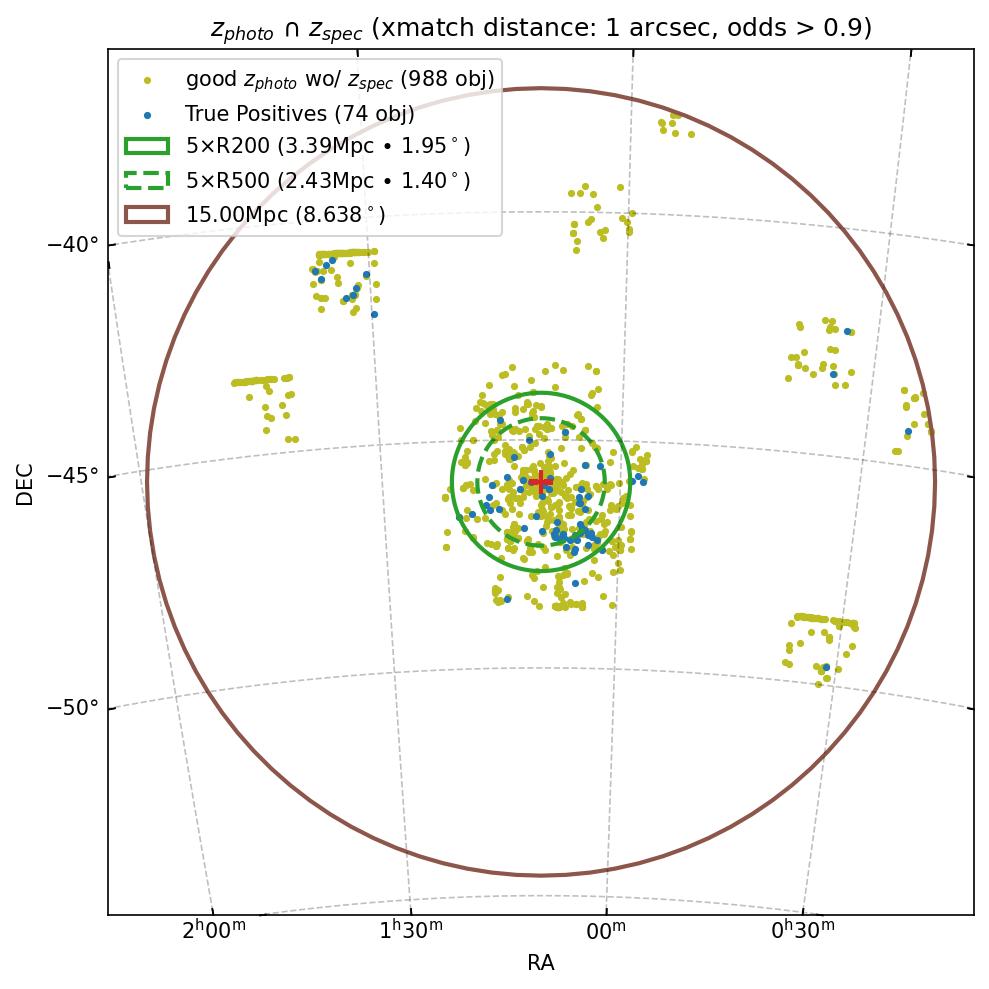 z_photo ∩ z_spec (xmatch distance: 1 arcsec, odds > 0.9)
good z_photo wo/ z_spec (988 obj)
True Positives (74 obj)
5×R200 (3.39Mpc • 1.95°)
5×R500 (2.43Mpc • 1.40°)
15.00Mpc (8.638°)
−40°
−45°
−50°
DEC
2ʰ00ᵐ 1ʰ30ᵐ 00ᵐ 0ʰ30ᵐ
RA